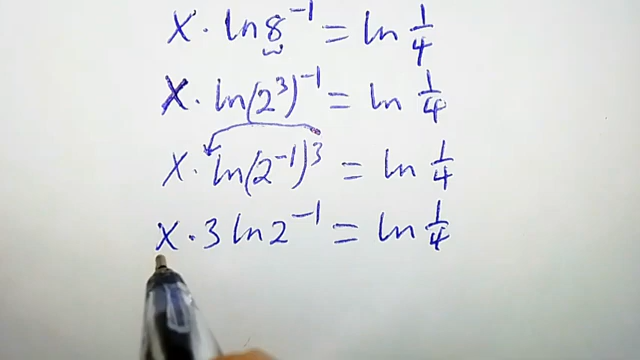 x · ln 8⁻¹ = ln 1/4
x · ln(2³)⁻¹ = ln 1/4
x · ln(2⁻¹)³ = ln 1/4
x · 3 ln 2⁻¹ = ln 1/4